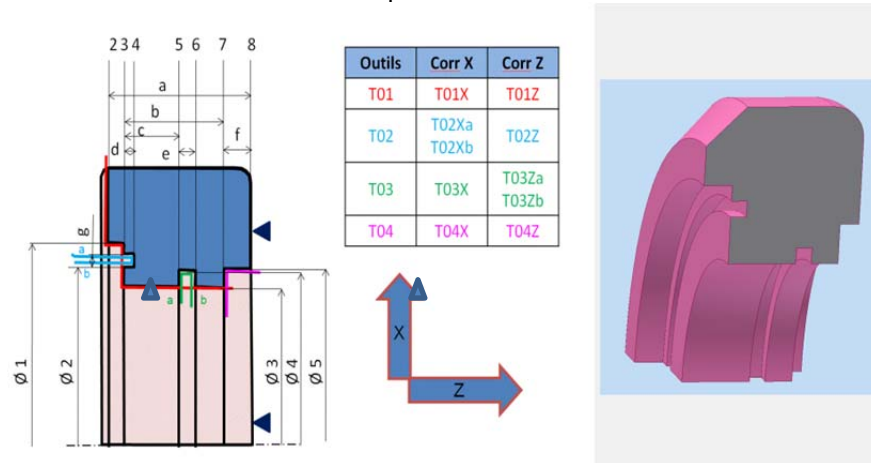 2 3 4 5 6 7 8
a
b
c f
d e
g
a
b
a b
Ø 1
Ø 2
Ø 3
Ø 4
Ø 5
Outils Corr X Corr Z
T01 T01X T01Z
T02 T02Xa T02Z
T02Xb
T03 T03X T03Za
T03Zb
T04 T04X T04Z
X
Z